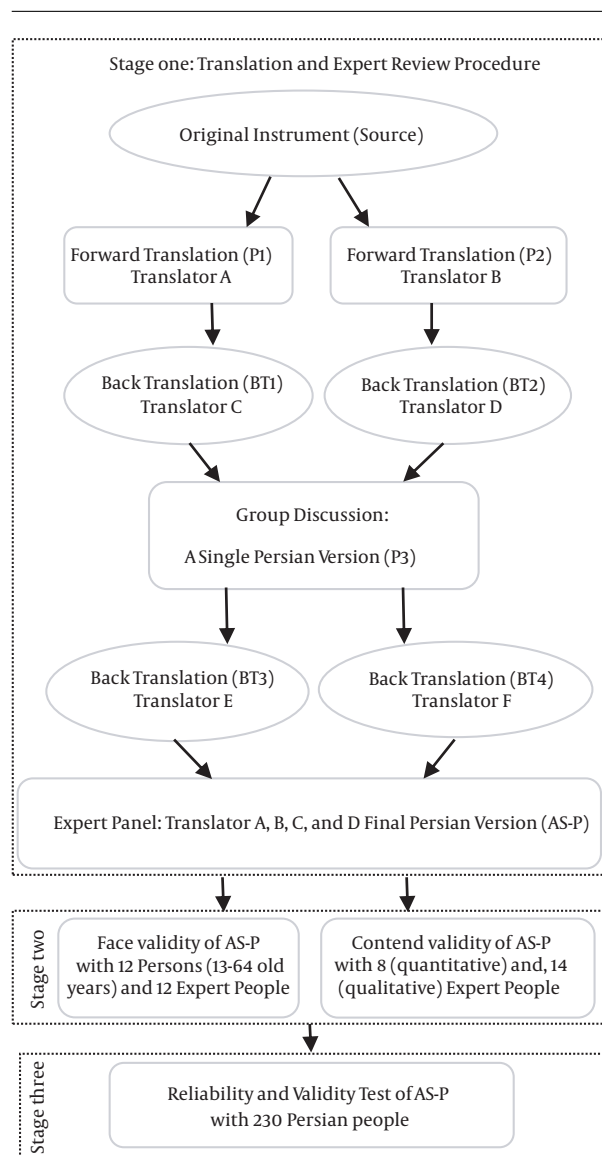 Stage one: Translation and Expert Review Procedure
Original Instrument (Source)
Forward Translation (P1)
Translator A
Forward Translation (P2)
Translator B
Back Translation (BT1)
Translator C
Back Translation (BT2)
Translator D
Group Discussion:
A Single Persian Version (P3)
Back Translation (BT3)
Translator E
Back Translation (BT4)
Translator F
Expert Panel: Translator A, B, C, and D Final Persian Version (AS-P)
Stage two
Face validity of AS-P
with 12 Persons (13-64 old
years) and 12 Expert People
Contend validity of AS-P
with 8 (quantitative) and, 14
(qualitative) Expert People
Stage three
Reliability and Validity Test of AS-P
with 230 Persian people